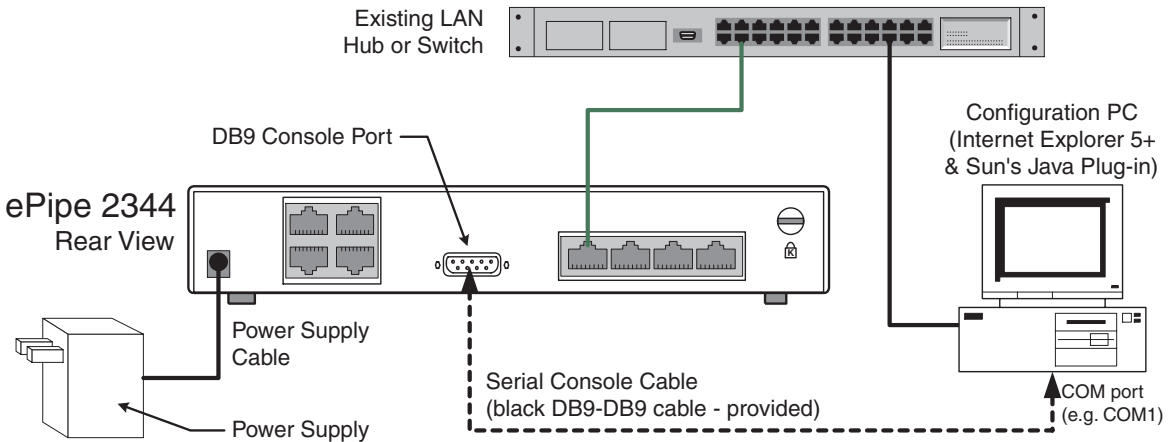 Existing LAN
Hub or Switch
DB9 Console Port
Configuration PC
(Internet Explorer 5+
& Sun's Java Plug-in)
ePipe 2344
Rear View
K
Power Supply
Cable
Serial Console Cable
(black DB9-DB9 cable - provided)
COM port
(e.g. COM1)
Power Supply